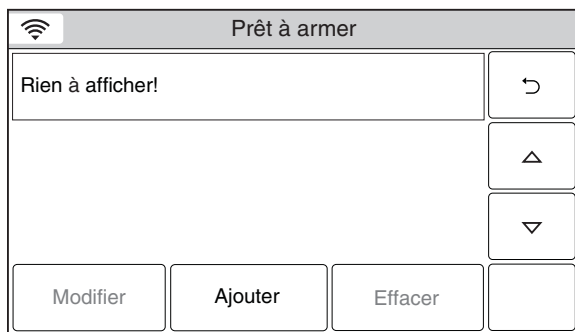 Prêt à armer
Rien à afficher!
Modifier
Ajouter
Effacer